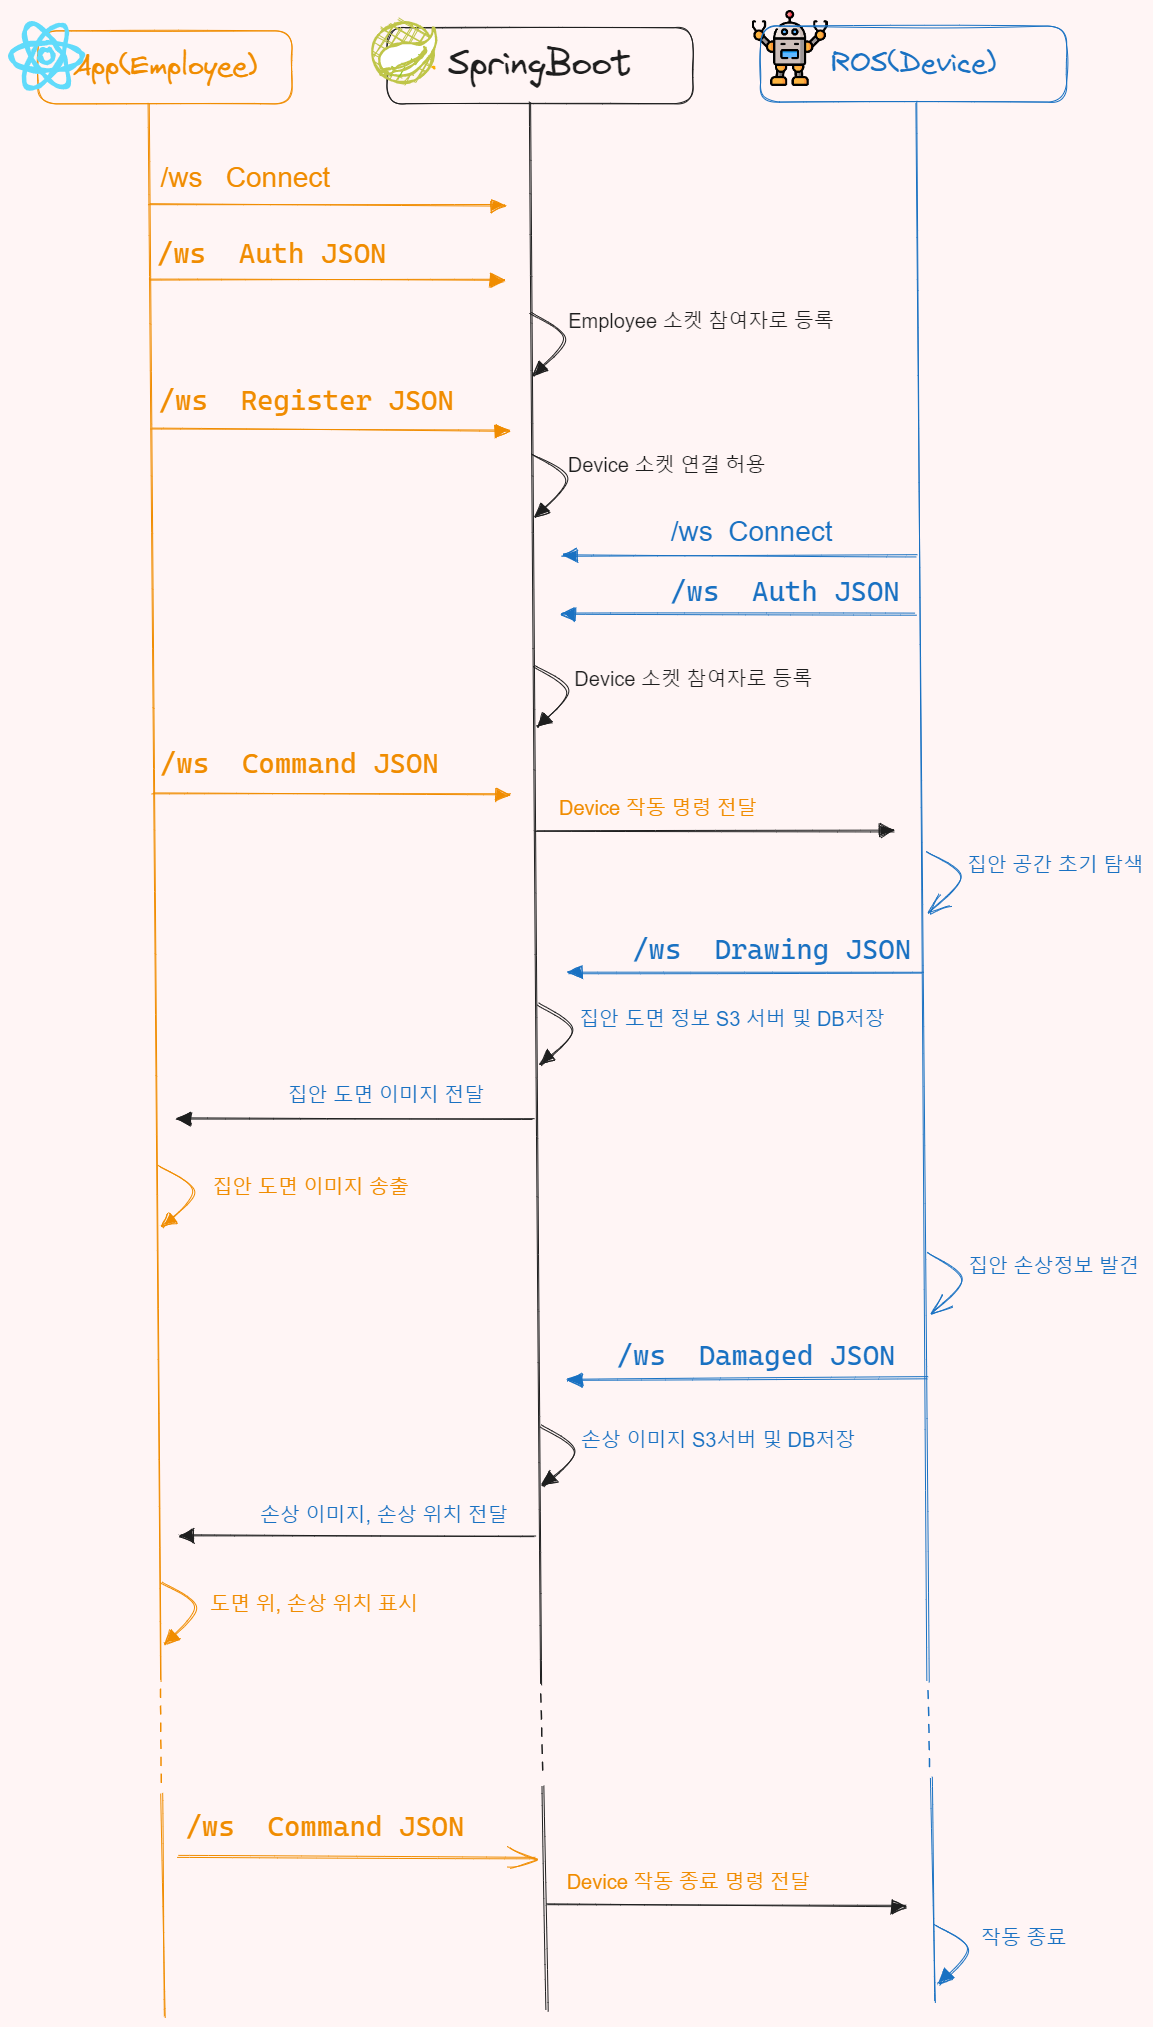 App(Employee)
SpringBoot
ROS(Device)
/ws Connect
/ws Auth JSON
Employee 소켓 참여자로 등록
/ws Register JSON
Device 소켓 연결 허용
/ws Connect
/ws Auth JSON
Device 소켓 참여자로 등록
/ws Command JSON
Device 작동 명령 전달
집안 공간 초기 탐색
/ws Drawing JSON
집안 도면 정보 S3 서버 및 DB저장
집안 도면 이미지 전달
집안 도면 이미지 송출
집안 손상정보 발견
/ws Damaged JSON
손상 이미지 S3서버 및 DB저장
손상 이미지, 손상 위치 전달
도면 위, 손상 위치 표시
/ws Command JSON
Device 작동 종료 명령 전달
작동 종료